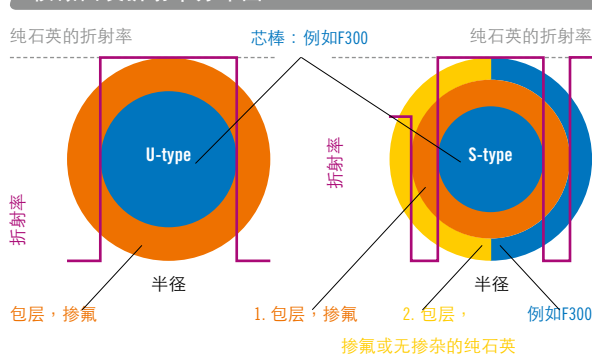 纯石英的折射率
芯棒：例如F300
纯石英的折射率
U-type
S-type
折射率
折射率
半径
半径
包层，掺氟
1. 包层，掺氟
2. 包层，
掺氟或无掺杂的纯石英
例如F300